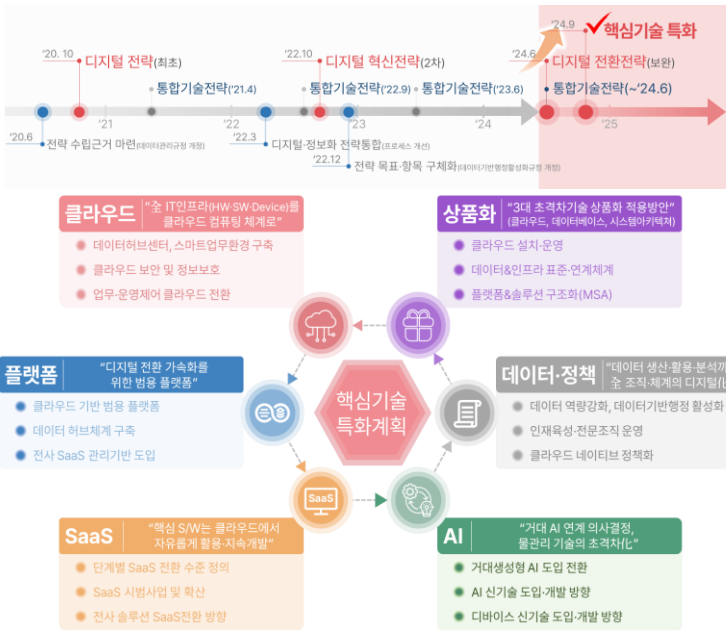 '24.9 핵심기술 특화
'20. 10 디지털 전략(최초)
'22.10 디지털 혁신전략(2차)
'24.6 디지털 전환전략(보완)
통합기술전략('21.4)
통합기술전략('22.9)
통합기술전략('23.6)
통합기술전략(~'24.6)
'21
'22
'23
'24
'25
'20.6 전략 수립근거 마련(데이터관리규정 개정)
'22.3 디지털·정보화 전략통합(프로세스 개선)
'22.12 전략 목표·항목 구체화(데이터기반행정활성화규정 개정)
클라우드
"全 IT인프라(HW·SW·Device)를
클라우드 컴퓨팅 체계로"
데이터허브센터, 스마트업무환경 구축
클라우드 보안 및 정보보호
업무·운영제어 클라우드 전환
상품화
"3대 초격차기술 상품화 적용방안"
(클라우드, 데이터베이스, 시스템아키텍쳐)
클라우드 설치·운영
데이터&인프라 표준·연계체계
플랫폼&솔루션 구조화(MSA)
플랫폼
"디지털 전환 가속화를
위한 범용 플랫폼"
클라우드 기반 범용 플랫폼
데이터 허브체계 구축
전사 SaaS 관리기반 도입
핵심기술
특화계획
데이터·정책
"데이터 생산·활용·분석까
全 조직·체계의 디지털化
데이터 역량강화, 데이터기반행정 활성화
인재육성·전문조직 운영
클라우드 네이티브 정책화
SaaS
SaaS
"핵심 S/W는 클라우드에서
자유롭게 활용·지속개발"
단계별 SaaS 전환 수준 정의
SaaS 시범사업 및 확산
전사 솔루션 SaaS전환 방향
AI
"거대 AI 연계 의사결정,
물관리 기술의 초격차化"
거대생성형 AI 도입 전환
AI 신기술 도입·개발 방향
디바이스 신기술 도입·개발 방향